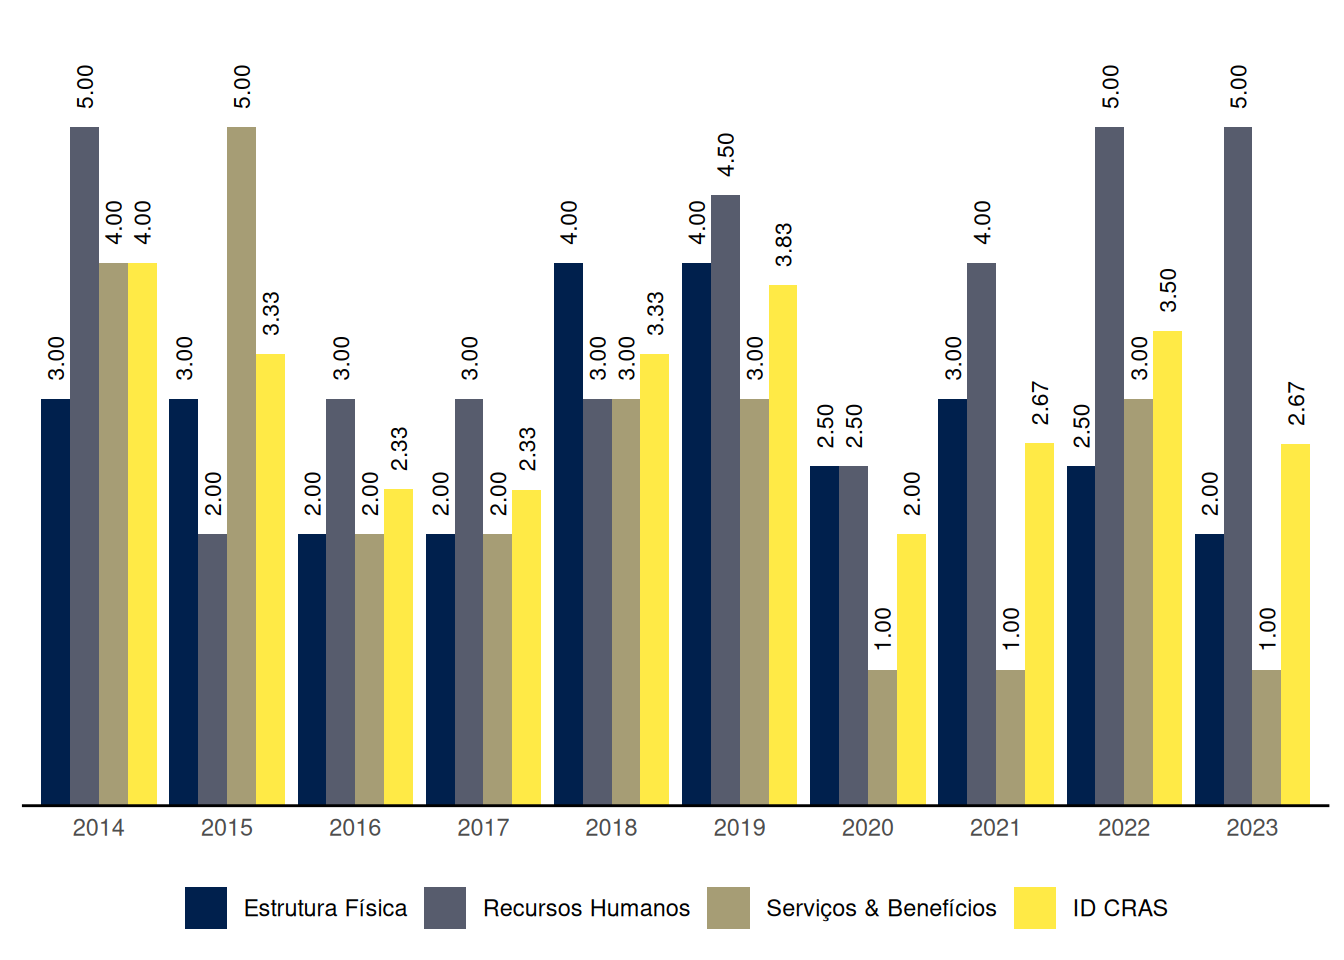 5.00 5.00 5.00 5.00
4.50
4.00 4.00 4.00 4.00 4.00
3.83
3.33 3.33 3.50
3.00 3.00 3.00 3.00 3.00 3.00 3.00 3.00 3.00
2.67 2.67
2.33 2.33 2.50 2.50 2.50
2.00 2.00 2.00 2.00 2.00 2.00 2.00
1.00 1.00 1.00
2014 2015 2016 2017 2018 2019 2020 2021 2022 2023
Estrutura Física Recursos Humanos Serviços & Benefícios ID CRAS